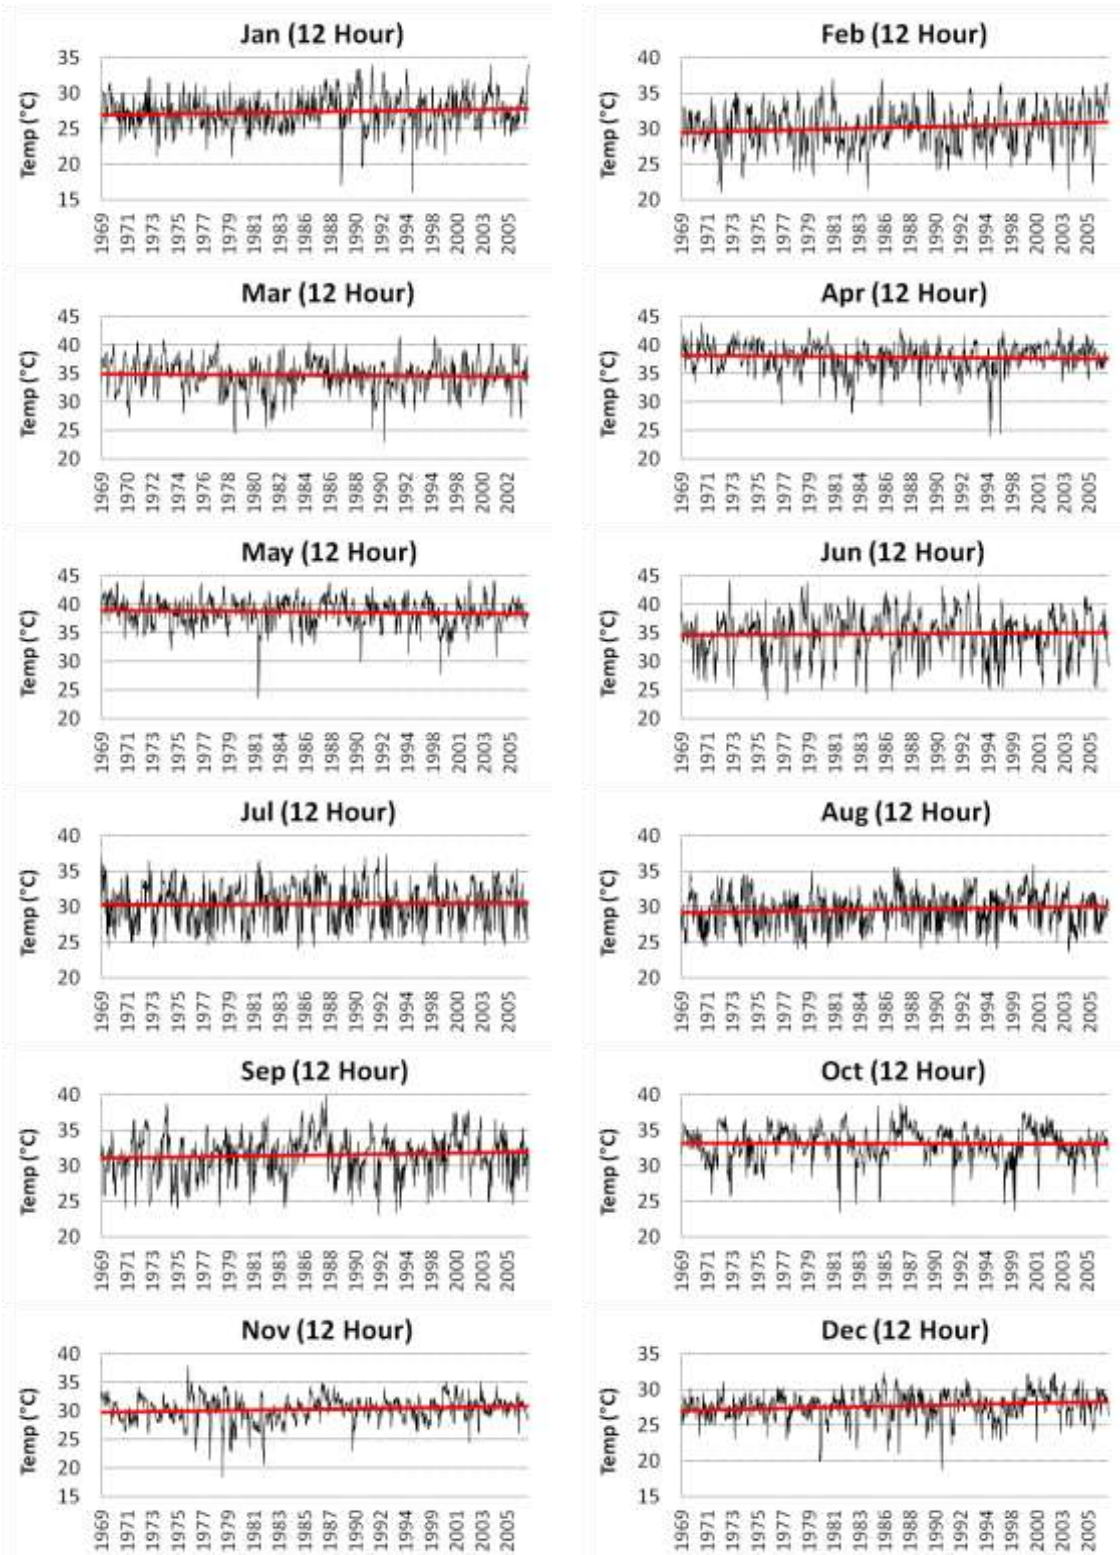 Jan (12 Hour)
Temp (°C)
35
30
25
20
15
1969 1971 1973 1975 1977 1979 1981 1983 1986 1988 1990 1992 1994 1998 2000 2002 2005
Feb (12 Hour)
Temp (°C)
40
35
30
25
20
1969 1971 1973 1975 1978 1979 1981 1983 1986 1988 1990 1992 1994 1998 2000 2002 2005
Mar (12 Hour)
Temp (°C)
45
40
35
30
25
20
1969 1970 1972 1974 1976 1978 1980 1982 1984 1986 1988 1990 1992 1994 1998 2000 2002
Apr (12 Hour)
Temp (°C)
45
40
35
30
25
20
1969 1971 1973 1975 1977 1979 1981 1984 1986 1988 1990 1992 1994 1998 2001 2003 2005
May (12 Hour)
Temp (°C)
45
40
35
30
25
20
1969 1971 1973 1975 1977 1979 1981 1984 1986 1988 1990 1992 1994 1998 2001 2003 2005
Jun (12 Hour)
Temp (°C)
45
40
35
30
25
20
1969 1971 1973 1975 1977 1979 1981 1983 1986 1988 1990 1992 1994 1999 2001 2003 2005
Jul (12 Hour)
Temp (°C)
40
35
30
25
20
1969 1971 1973 1975 1977 1979 1981 1983 1986 1988 1990 1992 1994 1998 2000 2003 2005
Aug (12 Hour)
Temp (°C)
40
35
30
25
20
1969 1971 1973 1975 1977 1979 1981 1983 1986 1988 1990 1992 1994 1999 2001 2003 2005
Sep (12 Hour)
Temp (°C)
40
35
30
25
20
1969 1971 1973 1975 1977 1979 1981 1983 1986 1988 1990 1992 1994 1998 2000 2003 2005
Oct (12 Hour)
Temp (°C)
40
35
30
25
20
1969 1971 1973 1975 1977 1979 1981 1983 1985 1988 1990 1992 1994 1999 2001 2003 2005
Nov (12 Hour)
Temp (°C)
40
35
30
25
20
15
1969 1971 1973 1975 1977 1979 1981 1983 1985 1987 1990 1992 1994 1999 2001 2003 2005
Dec (12 Hour)
Temp (°C)
35
30
25
20
15
1969 1971 1973 1975 1977 1979 1981 1983 1986 1988 1990 1992 1994 1998 2000 2002 2005